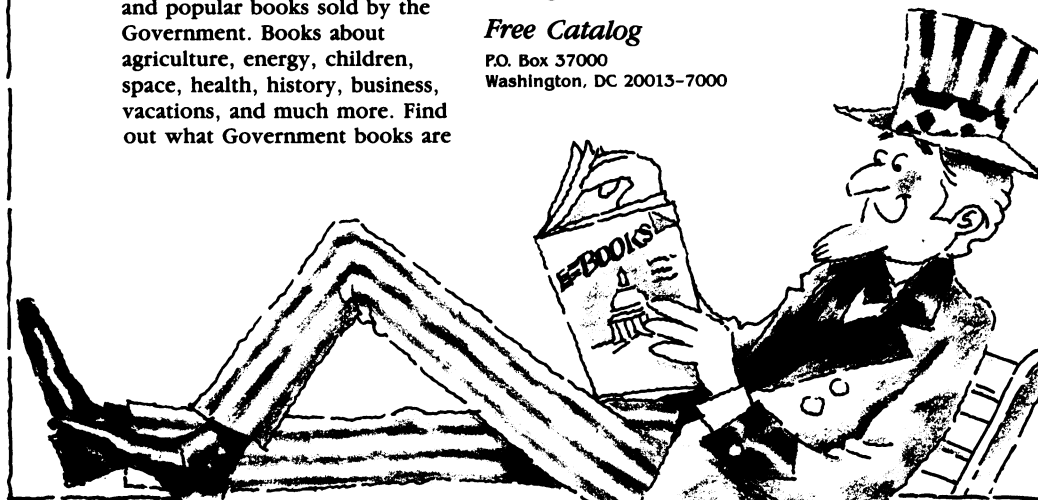 and popular books sold by the
Government. Books about
agriculture, energy, children,
space, health, history, business,
vacations, and much more. Find
out what Government books are
Free Catalog
P.O. Box 37000
Washington, DC 20013-7000
BOOKS